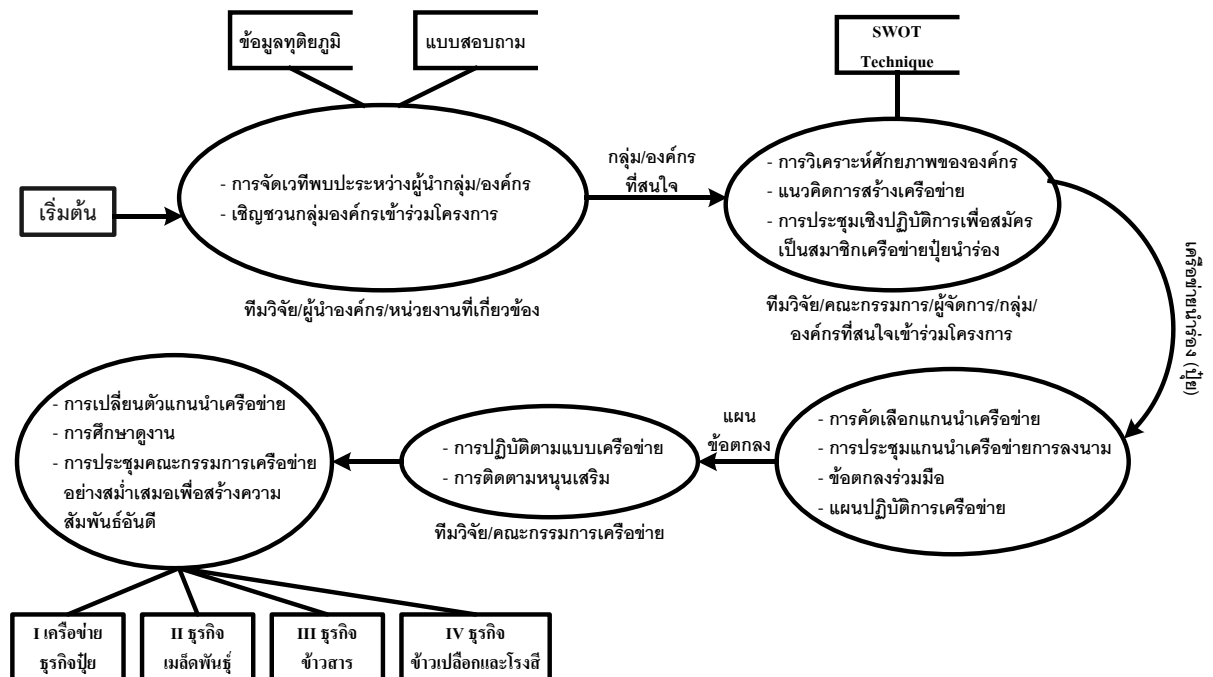 ข้อมูลทุติยภูมิ
แบบสอบถาม
SWOT
Technique
เริ่มต้น
- การจัดเวทีพบปะระหว่างผู้นำกลุ่ม/องค์กร
- เชิญชวนกลุ่มองค์กรเข้าร่วมโครงการ
ทีมวิจัย/ผู้นำองค์กร/หน่วยงานที่เกี่ยวข้อง
กลุ่ม/องค์กร
ที่สนใจ
- การวิเคราะห์ศักยภาพขององค์กร
- แนวคิดการสร้างเครือข่าย
- การประชุมเชิงปฏิบัติการเพื่อสมัคร
เป็นสมาชิกเครือข่ายปุ๋ยนำร่อง
ทีมวิจัย/คณะกรรมการ/ผู้จัดการ/กลุ่ม/
องค์กรที่สนใจเข้าร่วมโครงการ
เครือข่ายนำร่อง (ปุ๋ย)
- การคัดเลือกแกนนำเครือข่าย
- การประชุมแกนนำเครือข่ายการลงนาม
- ข้อตกลงร่วมมือ
- แผนปฏิบัติการเครือข่าย
แผน
ข้อตกลง
- การปฏิบัติตามแบบเครือข่าย
- การติดตามหนุนเสริม
ทีมวิจัย/คณะกรรมการเครือข่าย
- การเปลี่ยนตัวแกนนำเครือข่าย
- การศึกษาดูงาน
- การประชุมคณะกรรมการเครือข่าย
อย่างสม่ำเสมอเพื่อสร้างความ
สัมพันธ์อันดี
I เครือข่าย
ธุรกิจปุ๋ย
II ธุรกิจ
เมล็ดพันธุ์
III ธุรกิจ
ข้าวสาร
IV ธุรกิจ
ข้าวเปลือกและโรงสี